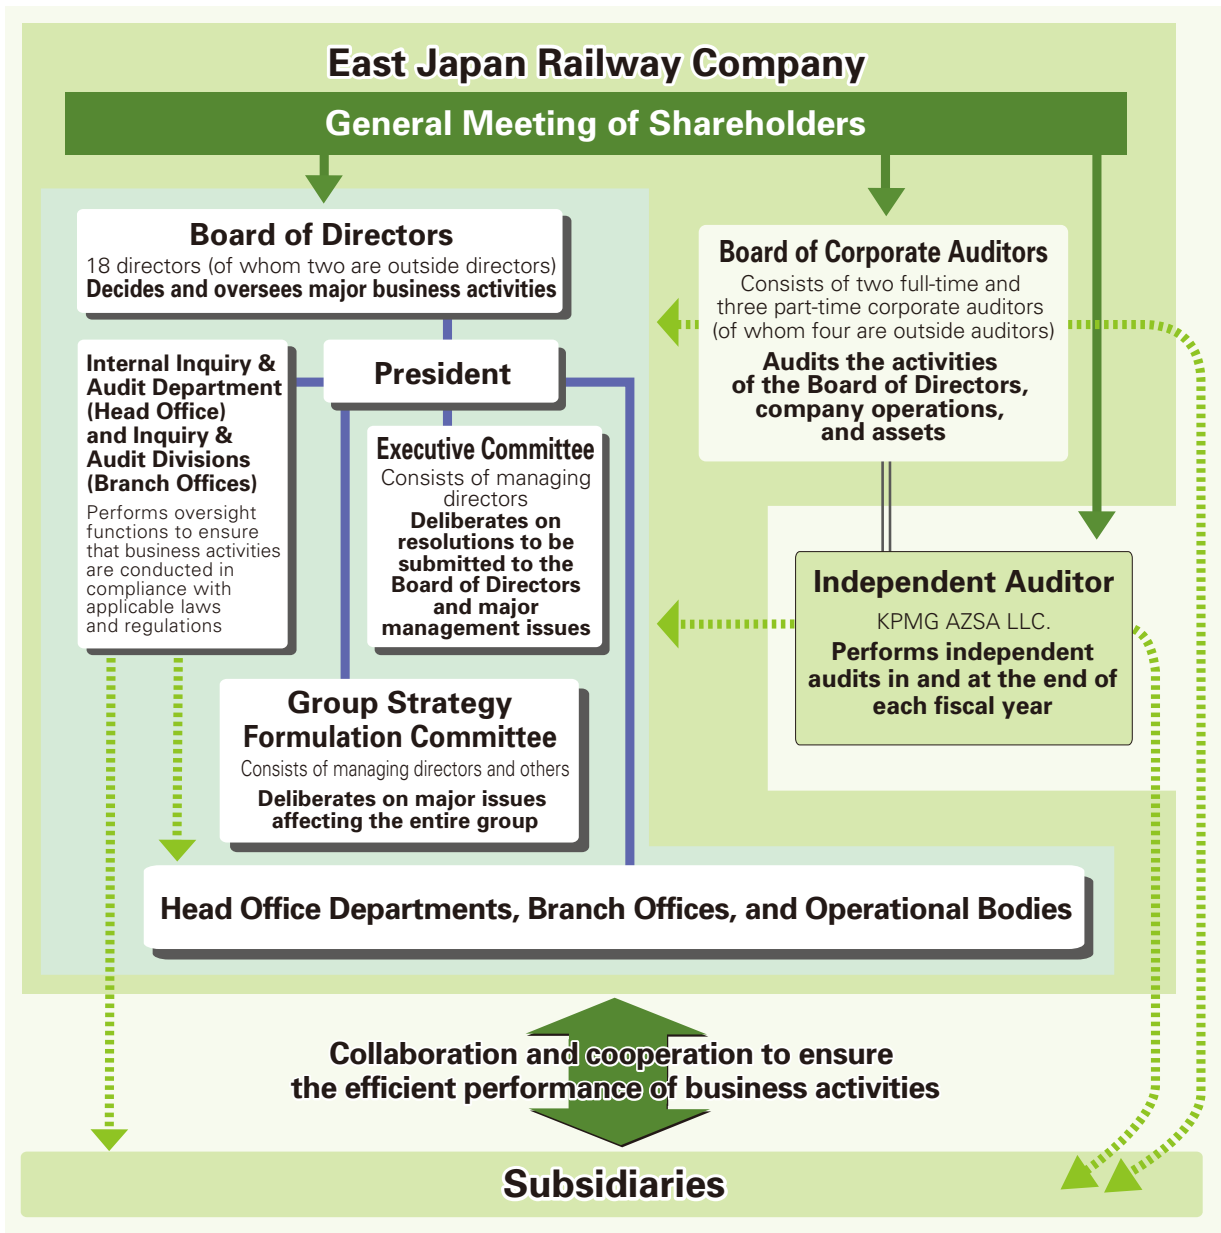 East Japan Railway Company
General Meeting of Shareholders
Board of Directors
18 directors (of whom two are outside directors)
Decides and oversees major business activities
Board of Corporate Auditors
Consists of two full-time and
three part-time corporate auditors
(of whom four are outside auditors)
Audits the activities
of the Board of Directors,
company operations,
and assets
Internal Inquiry &
Audit Department
(Head Office)
and Inquiry &
Audit Divisions
(Branch Offices)
Performs oversight
functions to ensure
that business activities
are conducted in
compliance with
applicable laws
and regulations
President
Executive Committee
Consists of managing
directors
Deliberates on
resolutions to be
submitted to the
Board of Directors
and major
management issues
Independent Auditor
KPMG AZSA LLC.
Performs independent
audits in and at the end of
each fiscal year
Group Strategy
Formulation Committee
Consists of managing directors and others
Deliberates on major issues
affecting the entire group
Head Office Departments, Branch Offices, and Operational Bodies
Collaboration and cooperation to ensure
the efficient performance of business activities
Subsidiaries